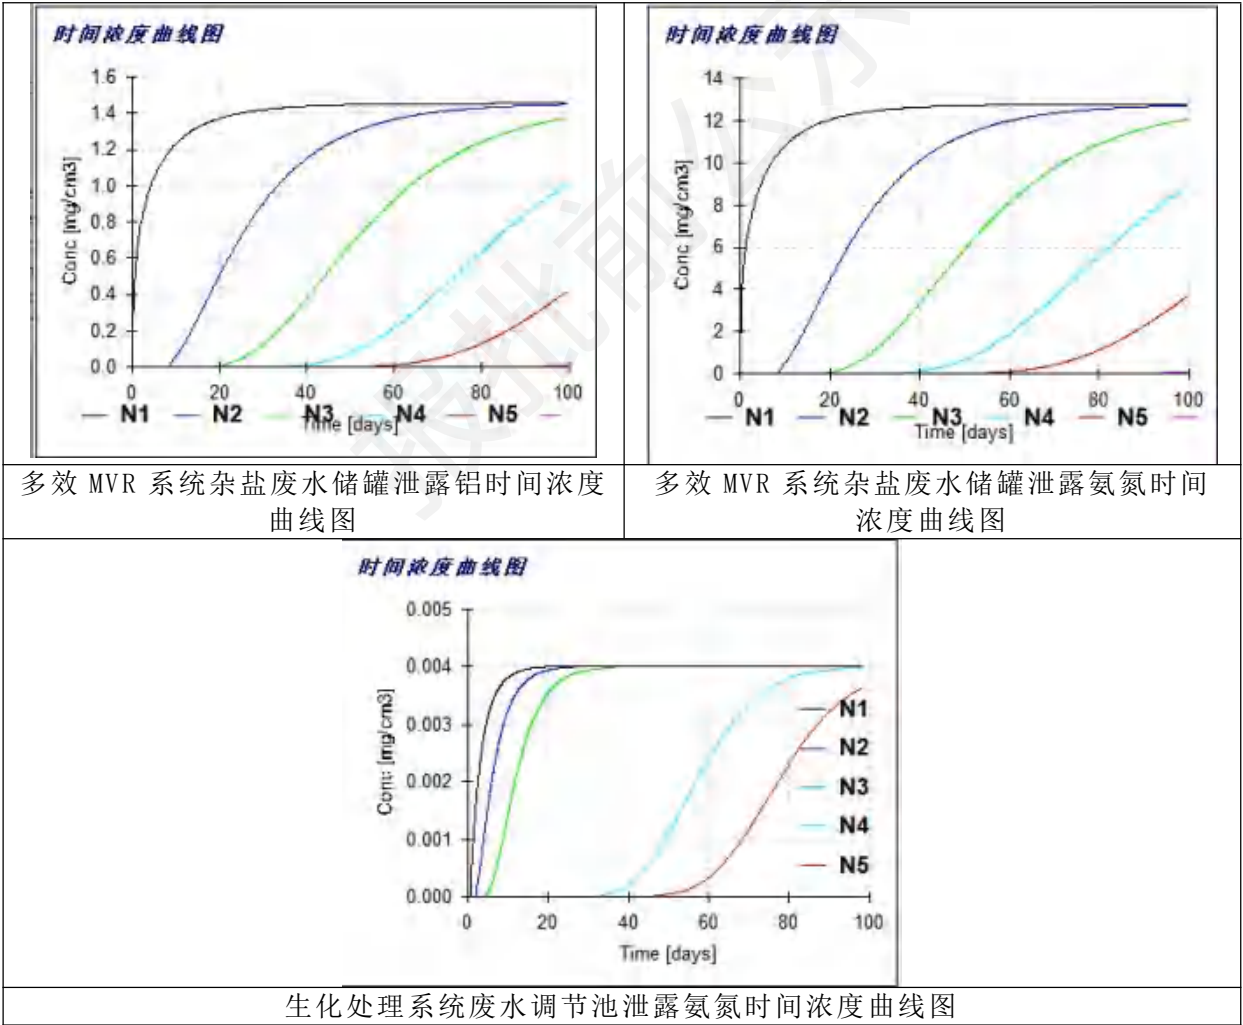 时间浓度曲线图
1.6
1.4
1.2
1.0
0.8
0.6
0.4
0.2
0.0
Conc [mg/cm3]
0 20 40 60 80 100
N1 N2 N3 N4 N5
Time [days]
多效 MVR 系统杂盐废水储罐泄露铝时间浓度
曲线图
时间浓度曲线图
14
12
10
8
6
4
2
0
Conc [mg/cm3]
0 20 40 60 80 100
N1 N2 N3 N4 N5
Time [days]
多效 MVR 系统杂盐废水储罐泄露氨氮时间
浓度曲线图
时间浓度曲线图
0.005
0.004
0.003
0.002
0.001
0.000
Conc [mg/cm3]
N1
N2
N3
N4
N5
0 20 40 60 80 100
Time [days]
生化处理系统废水调节池泄露氨氮时间浓度曲线图
报批前公示